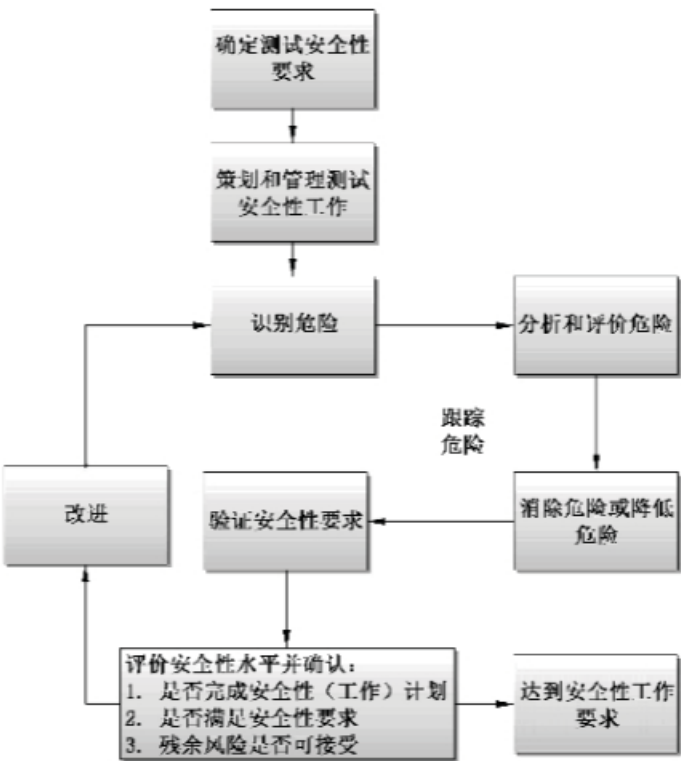 确定测试安全性
要求
策划和管理测试
安全性工作
识别危险
分析和评价危险
跟踪
危险
消除危险或降低
危险
验证安全性要求
改进
评价安全性水平并确认：
1. 是否完成安全性（工作）计划
2. 是否满足安全性要求
3. 残余风险是否可接受
达到安全性工作
要求